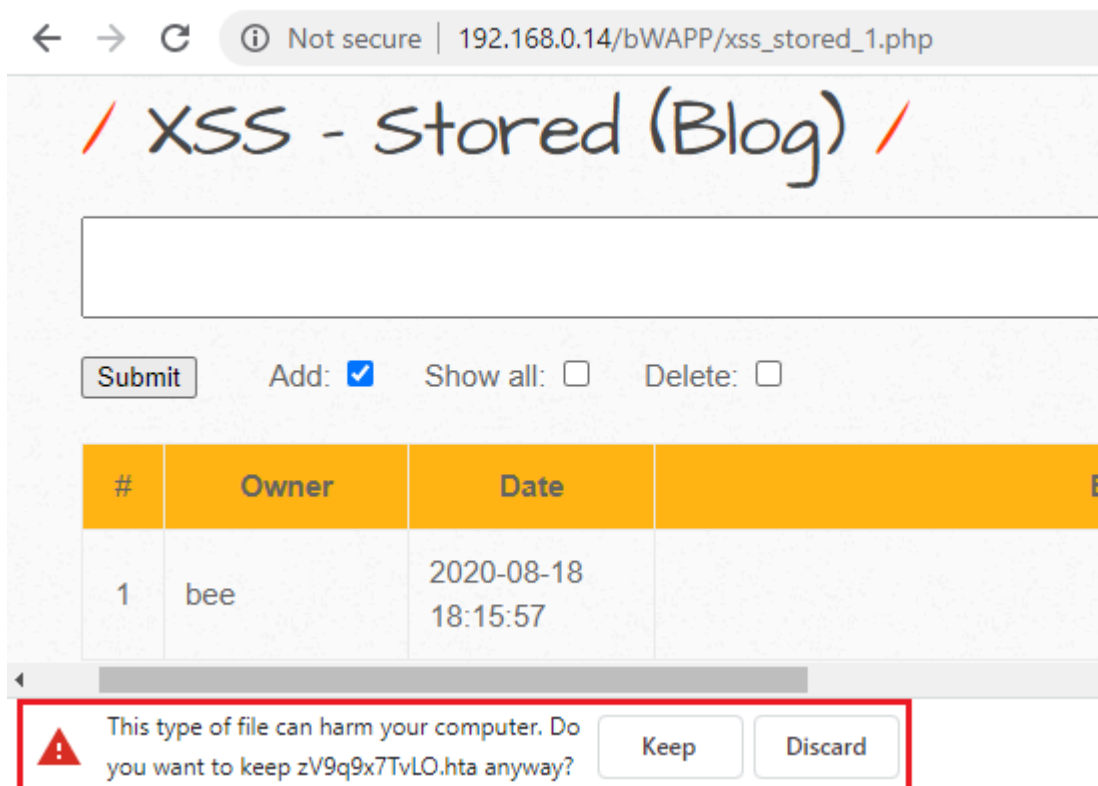 Not secure | 192.168.0.14/bWAPP/xss_stored_1.php
/ XSS - Stored (Blog) /
Submit Add: Show all: Delete:
# Owner Date
1 bee 2020-08-18
18:15:57
This type of file can harm your computer. Do
you want to keep zV9q9x7TvLO.hta anyway?
Keep Discard